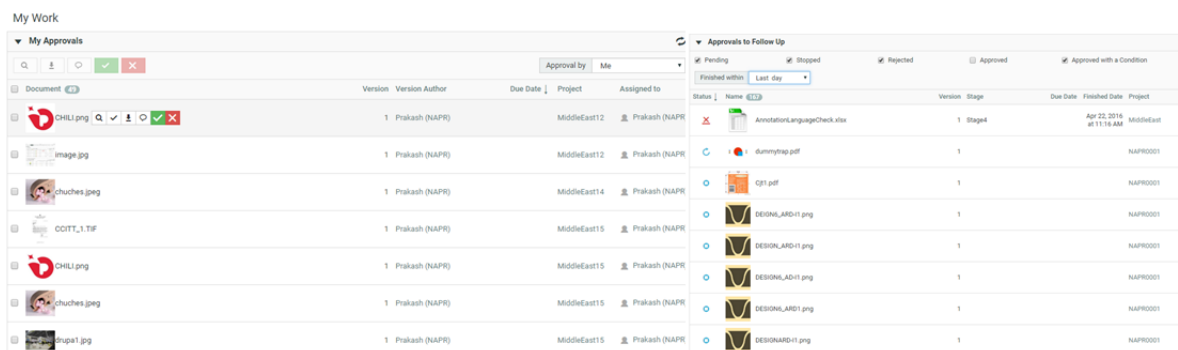 My Work
My Approvals
Approval by Me
Document 49 Version Version Author Due Date Project Assigned to
CHILI.png 1 Prakash (NAPR) MiddleEast12 Prakash (NAPR
image.jpg 1 Prakash (NAPR) MiddleEast12 Prakash (NAPR
chuches.jpeg 1 Prakash (NAPR) MiddleEast14 Prakash (NAPR
CCITT_1.TIF 1 Prakash (NAPR) MiddleEast15 Prakash (NAPR
CHILI.png 1 Prakash (NAPR) MiddleEast15 Prakash (NAPR
chuches.jpeg 1 Prakash (NAPR) MiddleEast15 Prakash (NAPR
drupa1.jpg 1 Prakash (NAPR) MiddleEast15 Prakash (NAPR
Approvals to Follow Up
Pending Stopped Rejected Approved Approved with a Condition
Finished within Last day
Status Name 167 Version Stage Due Date Finished Date Project
AnnotationLanguageCheck.xlsx 1 Stage4 Apr 22, 2016 at 11:16 AM MiddleEast
dummytrap.pdf 1 NAPR0001
Cjt1.pdf 1 NAPR0001
DEIGN6_ARD-I1.png 1 NAPR0001
DESIGN_ARD-I1.png 1 NAPR0001
DESIGN6_AD-I1.png 1 NAPR0001
DESIGN6_ARD1.png 1 NAPR0001
DESIGNARD-I1.png 1 NAPR0001